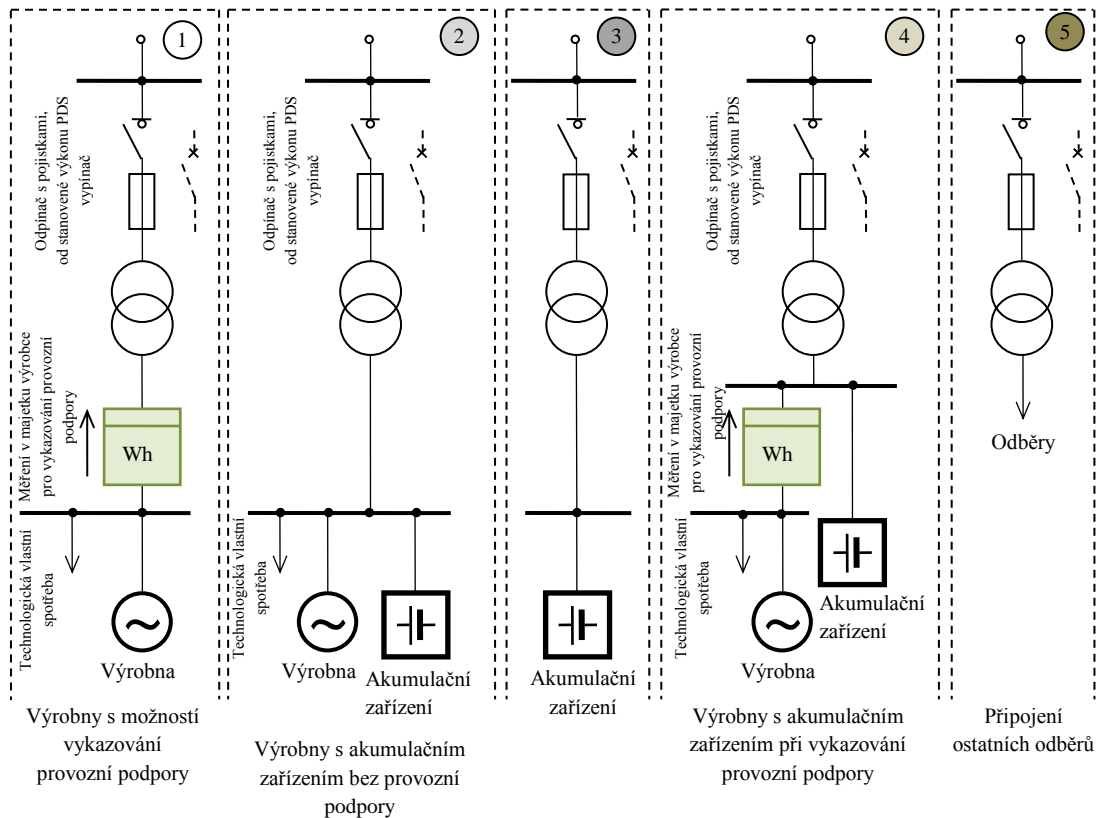 1
Odpínač s pojistkami,
od stanovené výkonu PDS
vypínač
Měření v majetku výrobce
pro vykazování provozní
podpory
Wh
Technologická vlastní
spotřeba
Výrobna
Výrobny s možností
vykazování
provozní podpory
2
Odpínač s pojistkami,
od stanovené výkonu PDS
vypínač
Technologická vlastní
spotřeba
Výrobna
Akumulační
zařízení
Výrobny s akumulačním
zařízením bez provozní
podpory
3
Akumulační
zařízení
4
Odpínač s pojistkami,
od stanovené výkonu PDS
vypínač
Měření v majetku výrobce
pro vykazování provozní
podpory
Wh
Technologická vlastní
spotřeba
Výrobna
Akumulační
zařízení
Výrobny s akumulačním
zařízením při vykazování
provozní podpory
5
Odběry
Připojení
ostatních odběrů